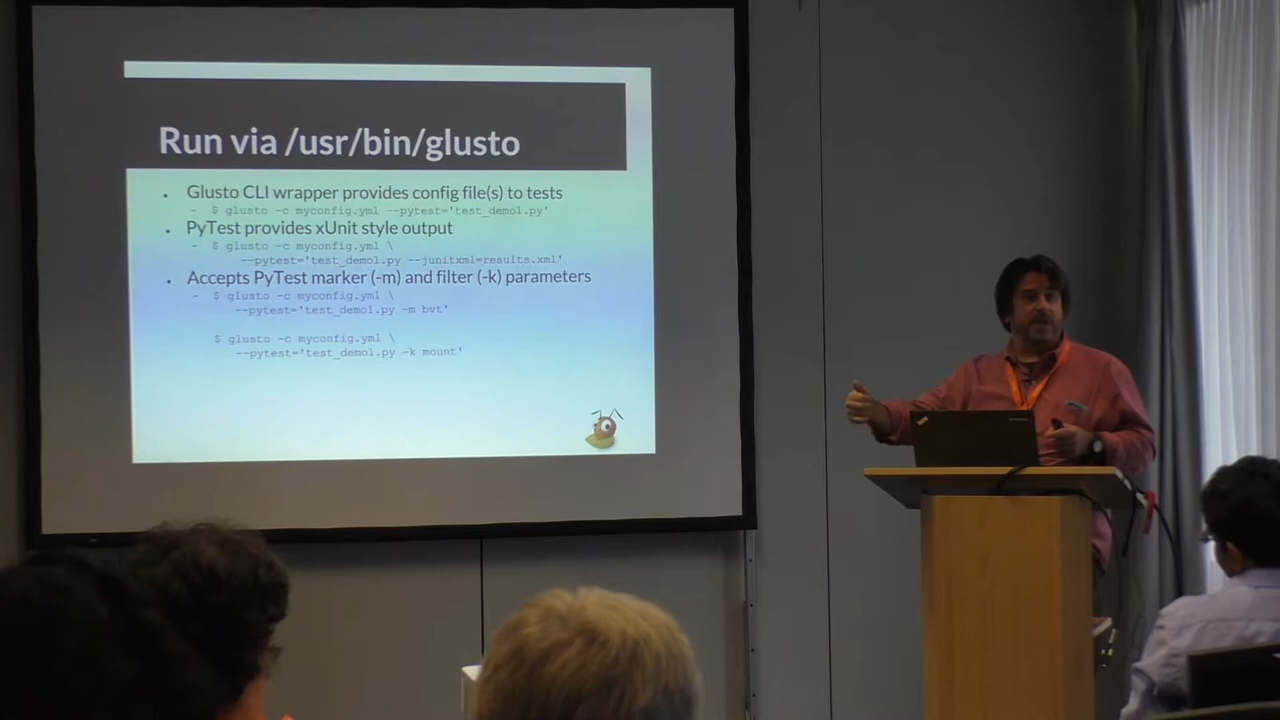 Run via /usr/bin/glusto
• Glusto CLI wrapper provides config file(s) to tests
– $ glusto -c myconfig.yml --pytest='test_demo1.py'
• PyTest provides xUnit style output
– $ glusto -c myconfig.yml \
--pytest='test_demo1.py --junitxml=results.xml'
• Accepts PyTest marker (-m) and filter (-k) parameters
– $ glusto -c myconfig.yml \
--pytest='test_demo1.py -m bvt'
$ glusto -c myconfig.yml \
--pytest='test_demo1.py -k mount'